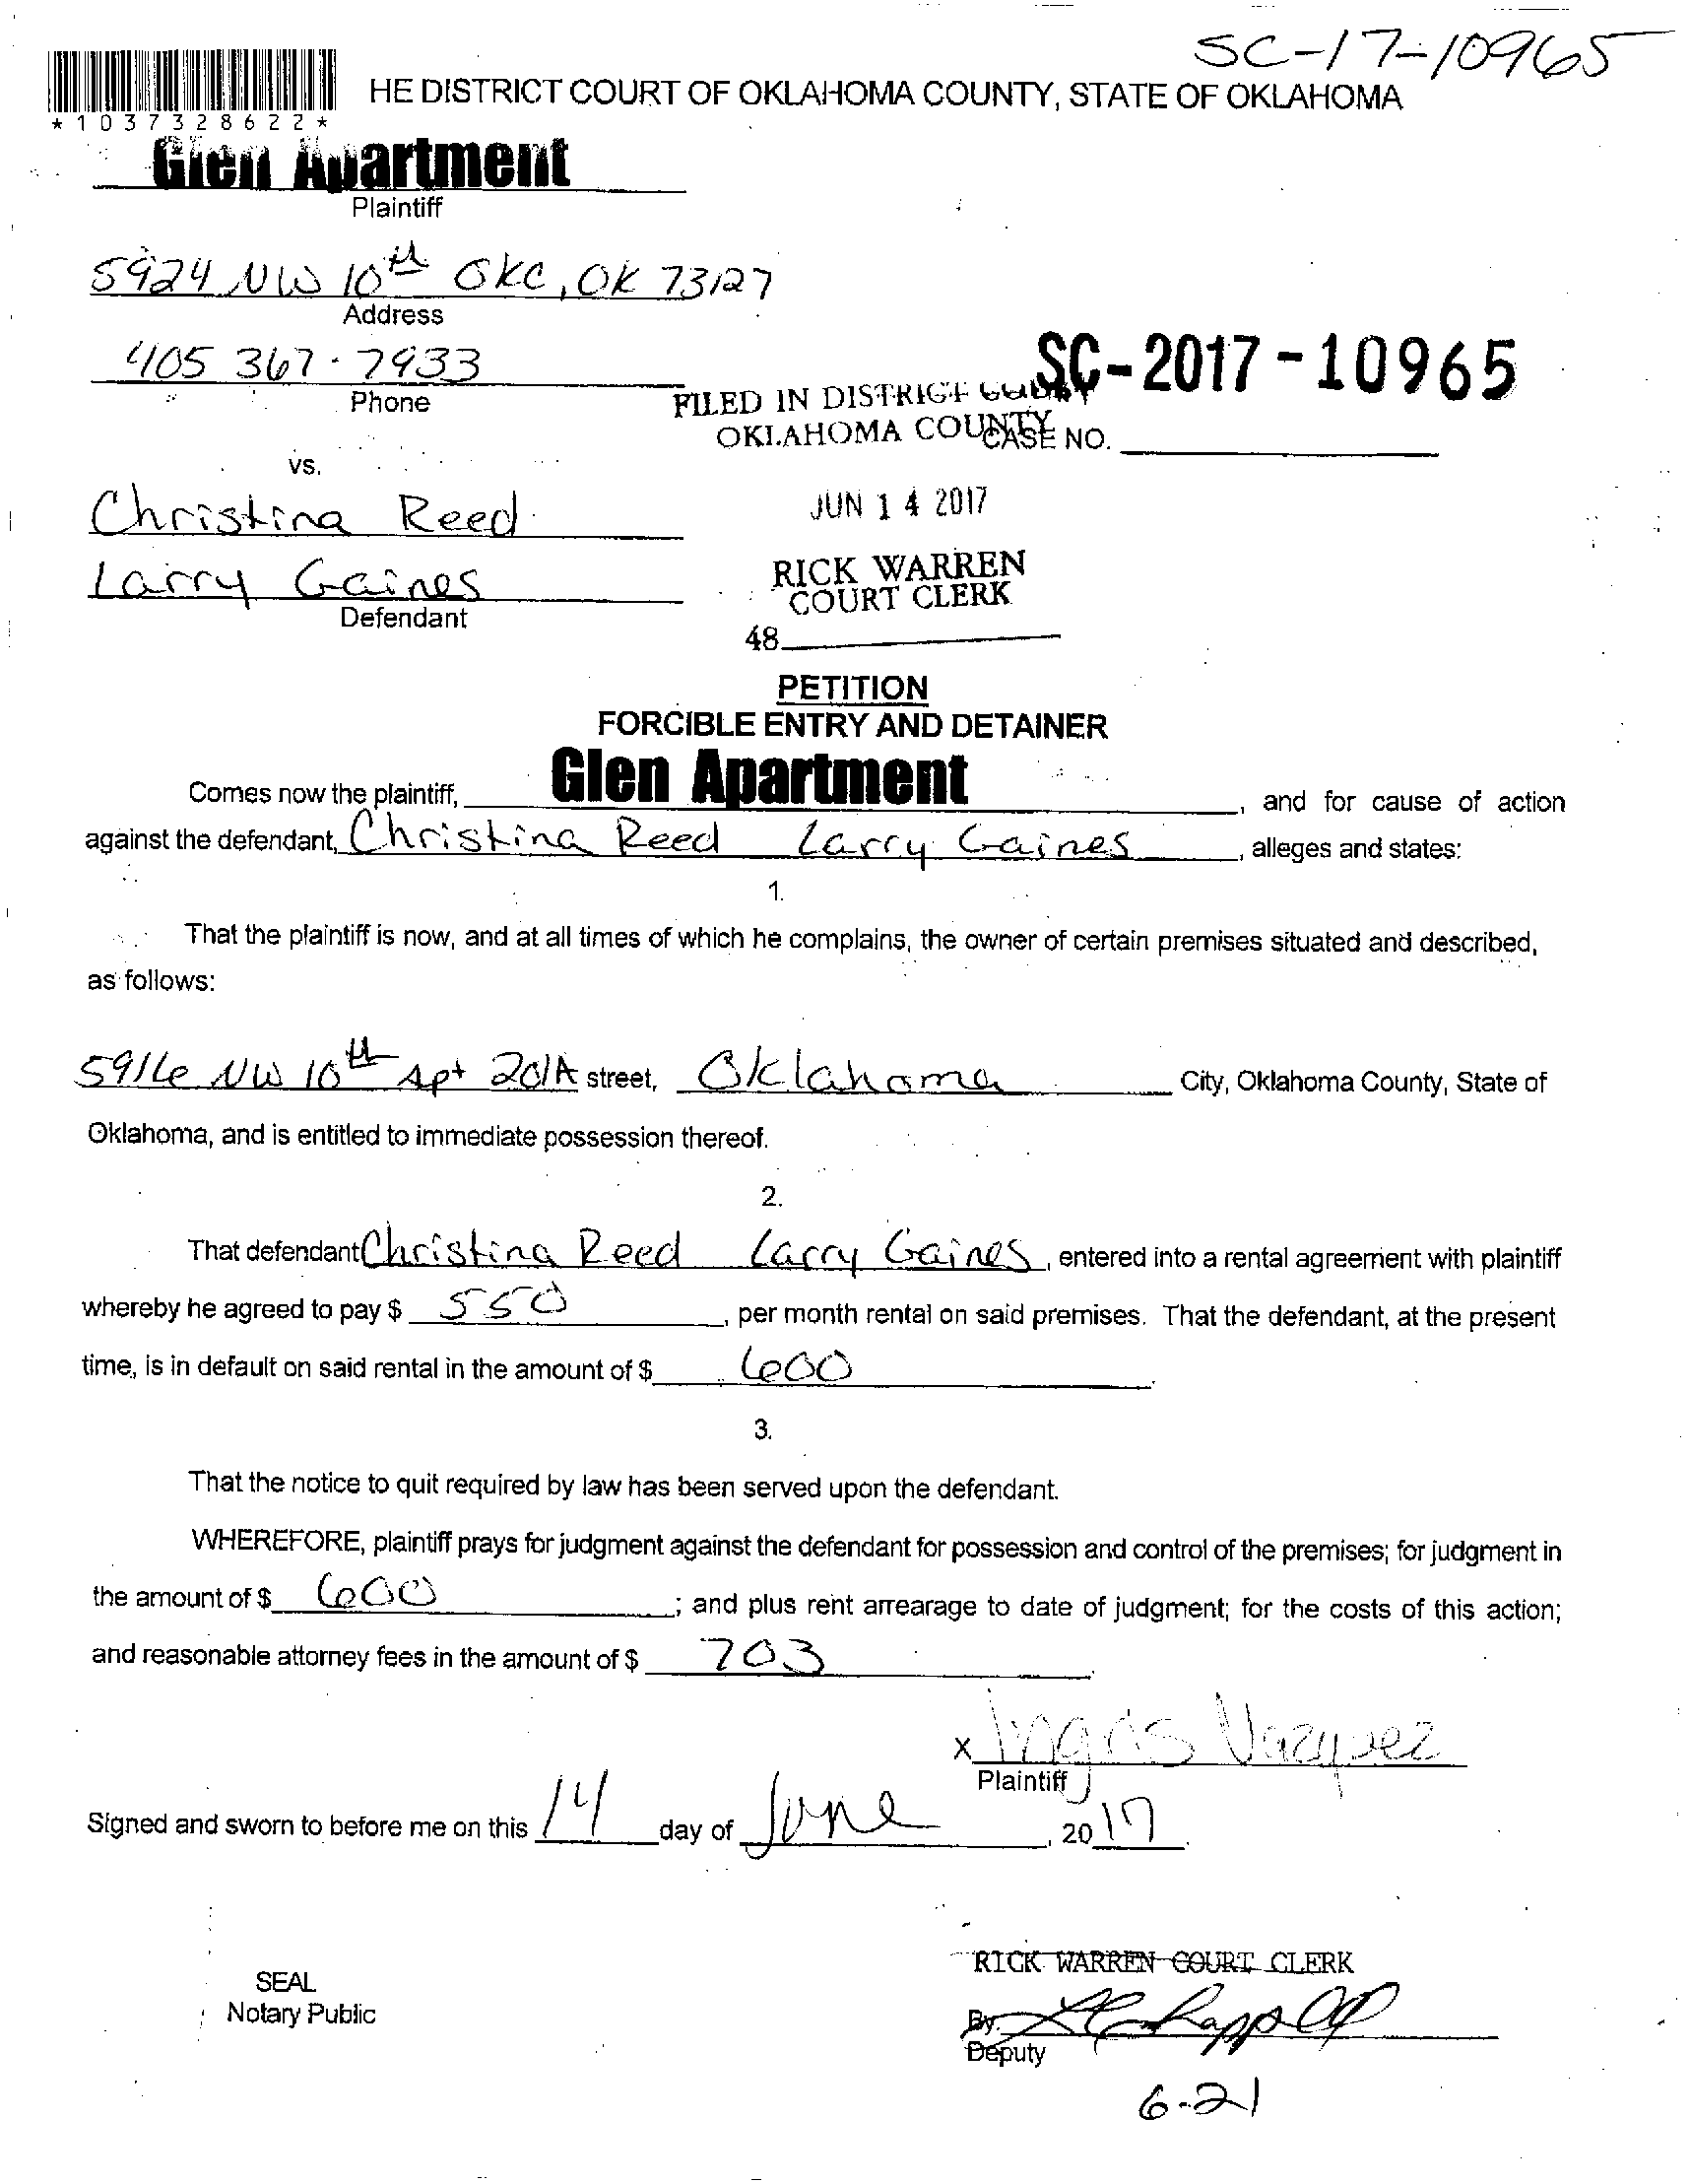 SC-17-10965
HE DISTRICT COURT OF OKLAHOMA COUNTY, STATE OF OKLAHOMA
*1037328622*
Glen Apartment
Plaintiff
5924 NW 10th OKC, OK 73127
Address
405 367-7933
Phone
SC-2017-10965
FILED IN DISTRICT COURT
OKLAHOMA COUNTY
CASE NO.
vs.
Christina Reed
JUN 14 2017
Larry Gaines
RICK WARREN
COURT CLERK
Defendant
48
PETITION
FORCIBLE ENTRY AND DETAINER
Comes now the plaintiff, Glen Apartment, and for cause of action
against the defendant, Christina Reed Larry Gaines, alleges and states:
1.
That the plaintiff is now, and at all times of which he complains, the owner of certain premises situated and described,
as follows:
5916 NW 10th Apt 201A street, Oklahoma City, Oklahoma County, State of
Oklahoma, and is entitled to immediate possession thereof.
2.
That defendant Christina Reed Larry Gaines, entered into a rental agreement with plaintiff
whereby he agreed to pay $ 550, per month rental on said premises. That the defendant, at the present
time, is in default on said rental in the amount of $ 600.
3.
That the notice to quit required by law has been served upon the defendant.
WHEREFORE, plaintiff prays for judgment against the defendant for possession and control of the premises; for judgment in
the amount of $ 600; and plus rent arrearage to date of judgment; for the costs of this action;
and reasonable attorney fees in the amount of $ 703.
x Ingris Vazquez
Plaintiff
Signed and sworn to before me on this 14 day of June, 2017.
RICK WARREN COURT CLERK
SEAL
Notary Public
By.
Deputy
6-21